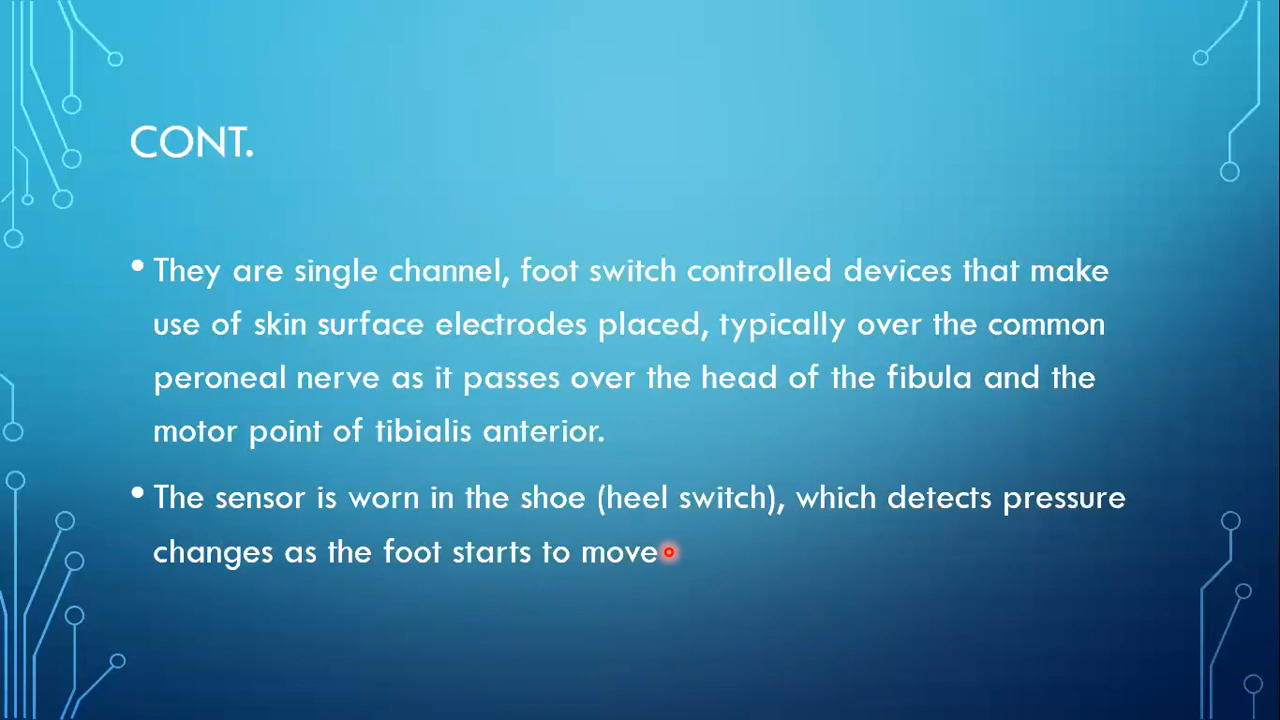 CONT.
• They are single channel, foot switch controlled devices that make
use of skin surface electrodes placed, typically over the common
peroneal nerve as it passes over the head of the fibula and the
motor point of tibialis anterior.
• The sensor is worn in the shoe (heel switch), which detects pressure
changes as the foot starts to move